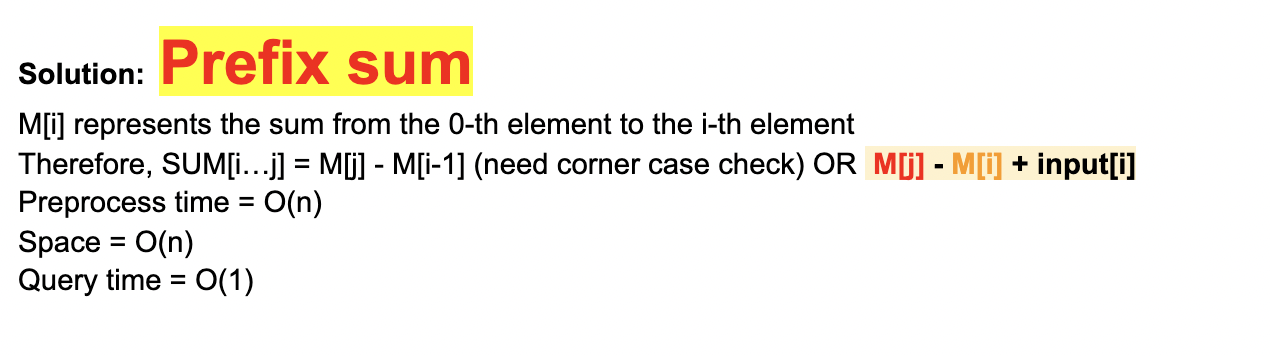 Solution: Prefix sum
M[i] represents the sum from the 0-th element to the i-th element
Therefore, SUM[i…j] = M[j] - M[i-1] (need corner case check) OR M[j] - M[i] + input[i]
Preprocess time = O(n)
Space = O(n)
Query time = O(1)